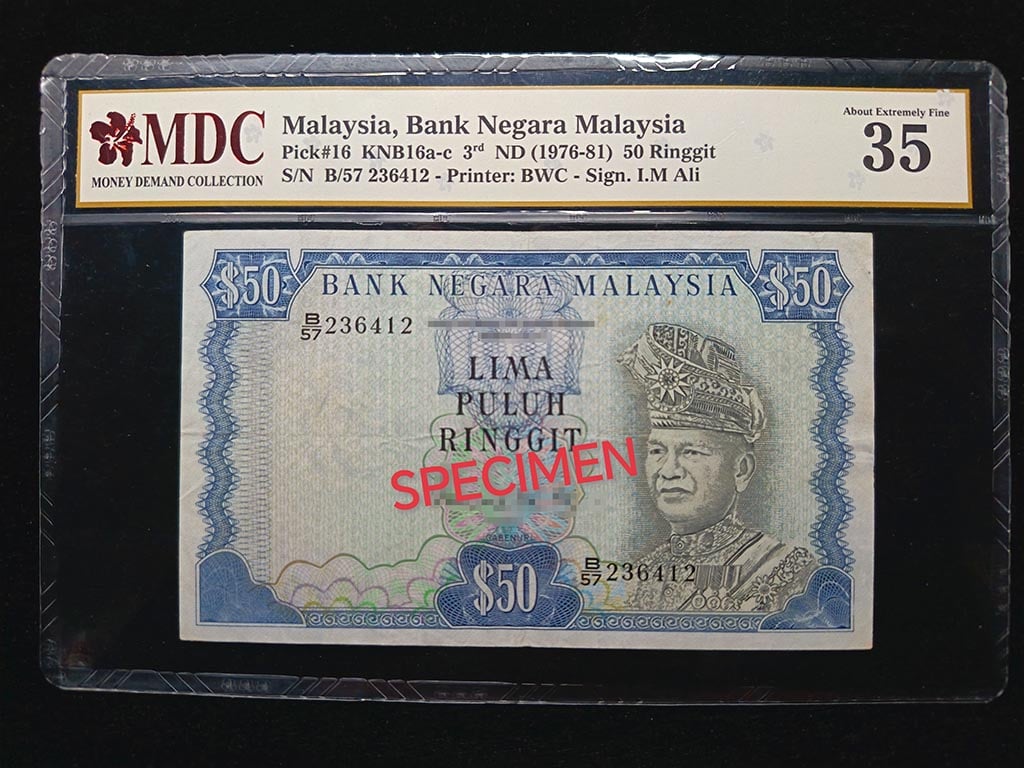 MDC
MONEY DEMAND COLLECTION
Malaysia, Bank Negara Malaysia
Pick#16 KNB16a-c 3rd ND (1976-81) 50 Ringgit
S/N B/57 236412 - Printer: BWC - Sign. I.M Ali
About Extremely Fine
35
$50
BANK NEGARA MALAYSIA
$50
B/57 236412
LIMA
PULUH
RINGGIT
SPECIMEN
GABENUR
$50
B/57 236412